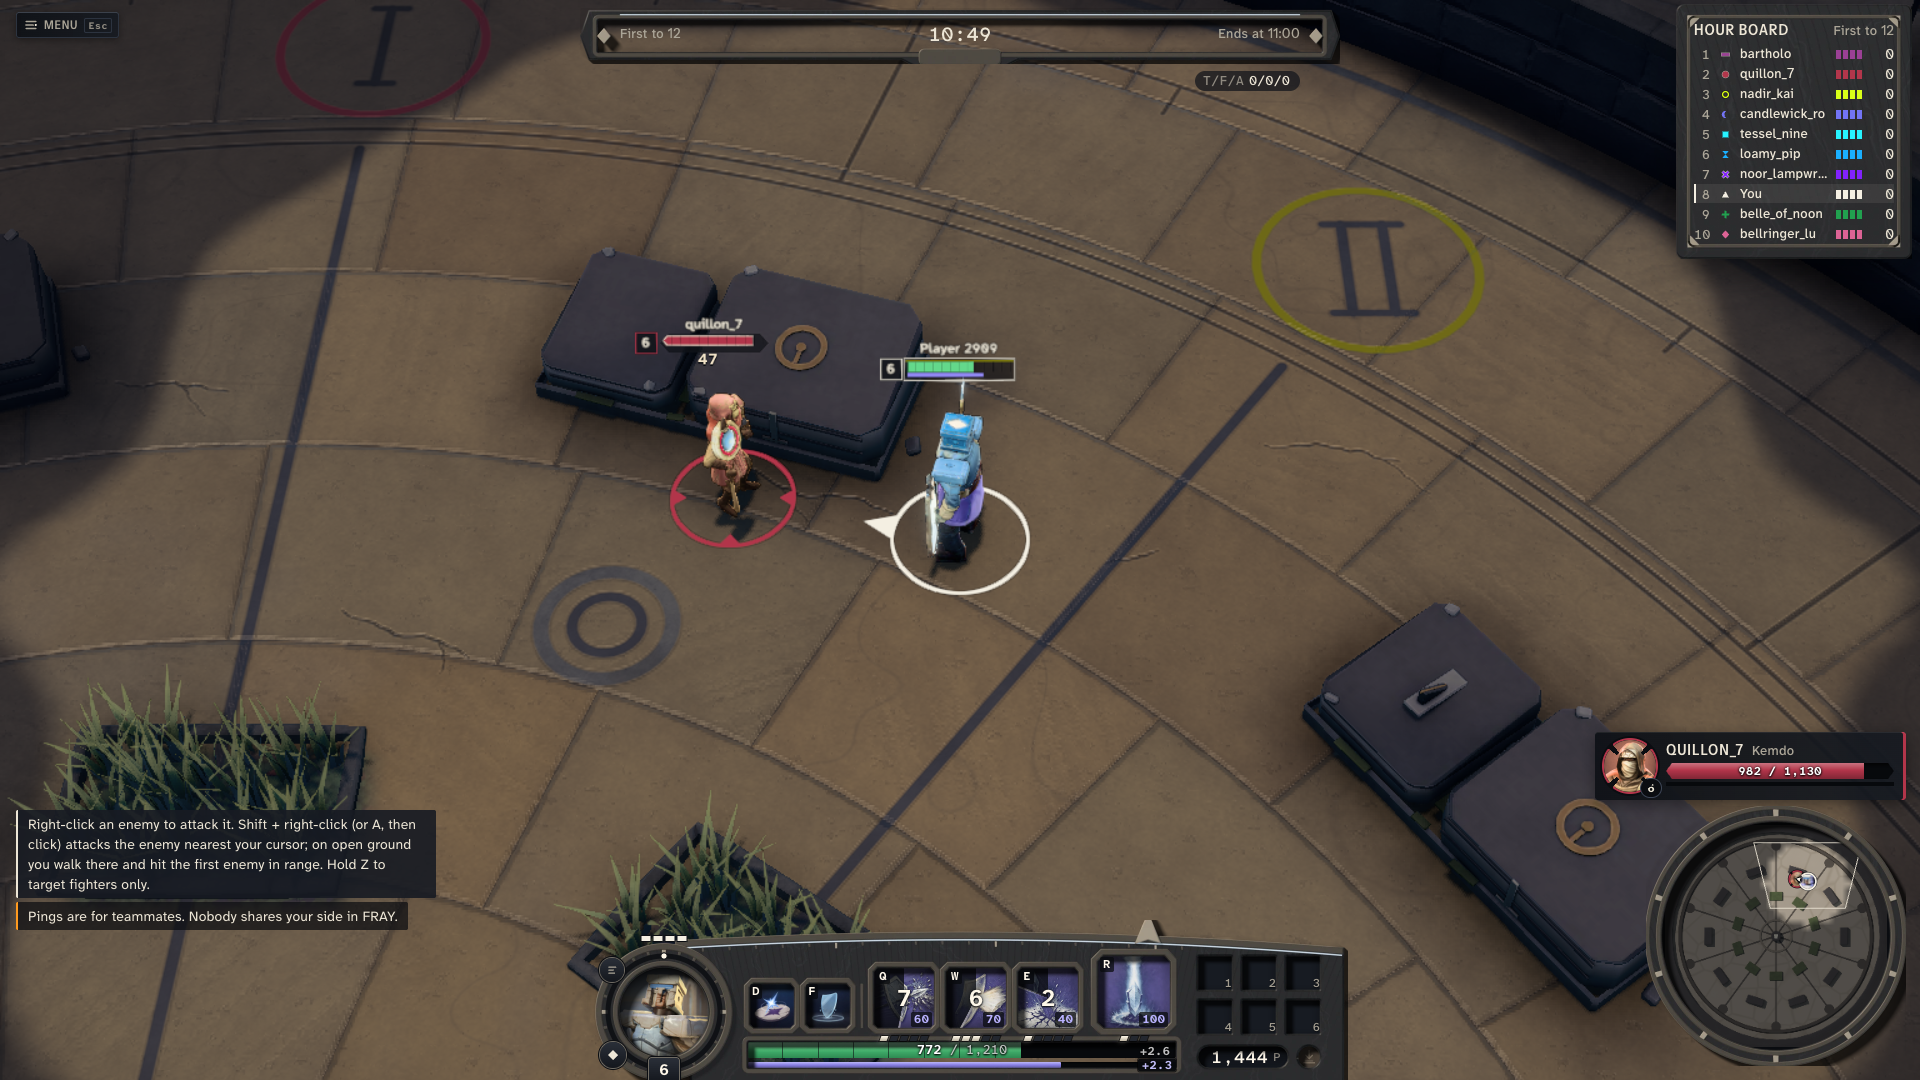 MENU Esc
First to 12
10:49
Ends at 11:00
T/F/A 0/0/0
HOUR BOARD First to 12
1 bartholo 0
2 quillon_7 0
3 nadir_kai 0
4 candlewick_ro 0
5 tessel_nine 0
6 loamy_pip 0
7 noor_lampwr... 0
8 You 0
9 belle_of_noon 0
10 bellringer_lu 0
I
II
quillon_7
6
47
Player 2909
6
QUILLON_7 Kemdo
982 / 1,130
6
Right-click an enemy to attack it. Shift + right-click (or A, then
click) attacks the enemy nearest your cursor; on open ground
you walk there and hit the first enemy in range. Hold Z to
target fighters only.
Pings are for teammates. Nobody shares your side in FRAY.
D
F
Q 7 60
W 6 70
E 2 40
R 100
1 2 3
4 5 6
772 / 1,210 +2.6
+2.3
6
1,444 P